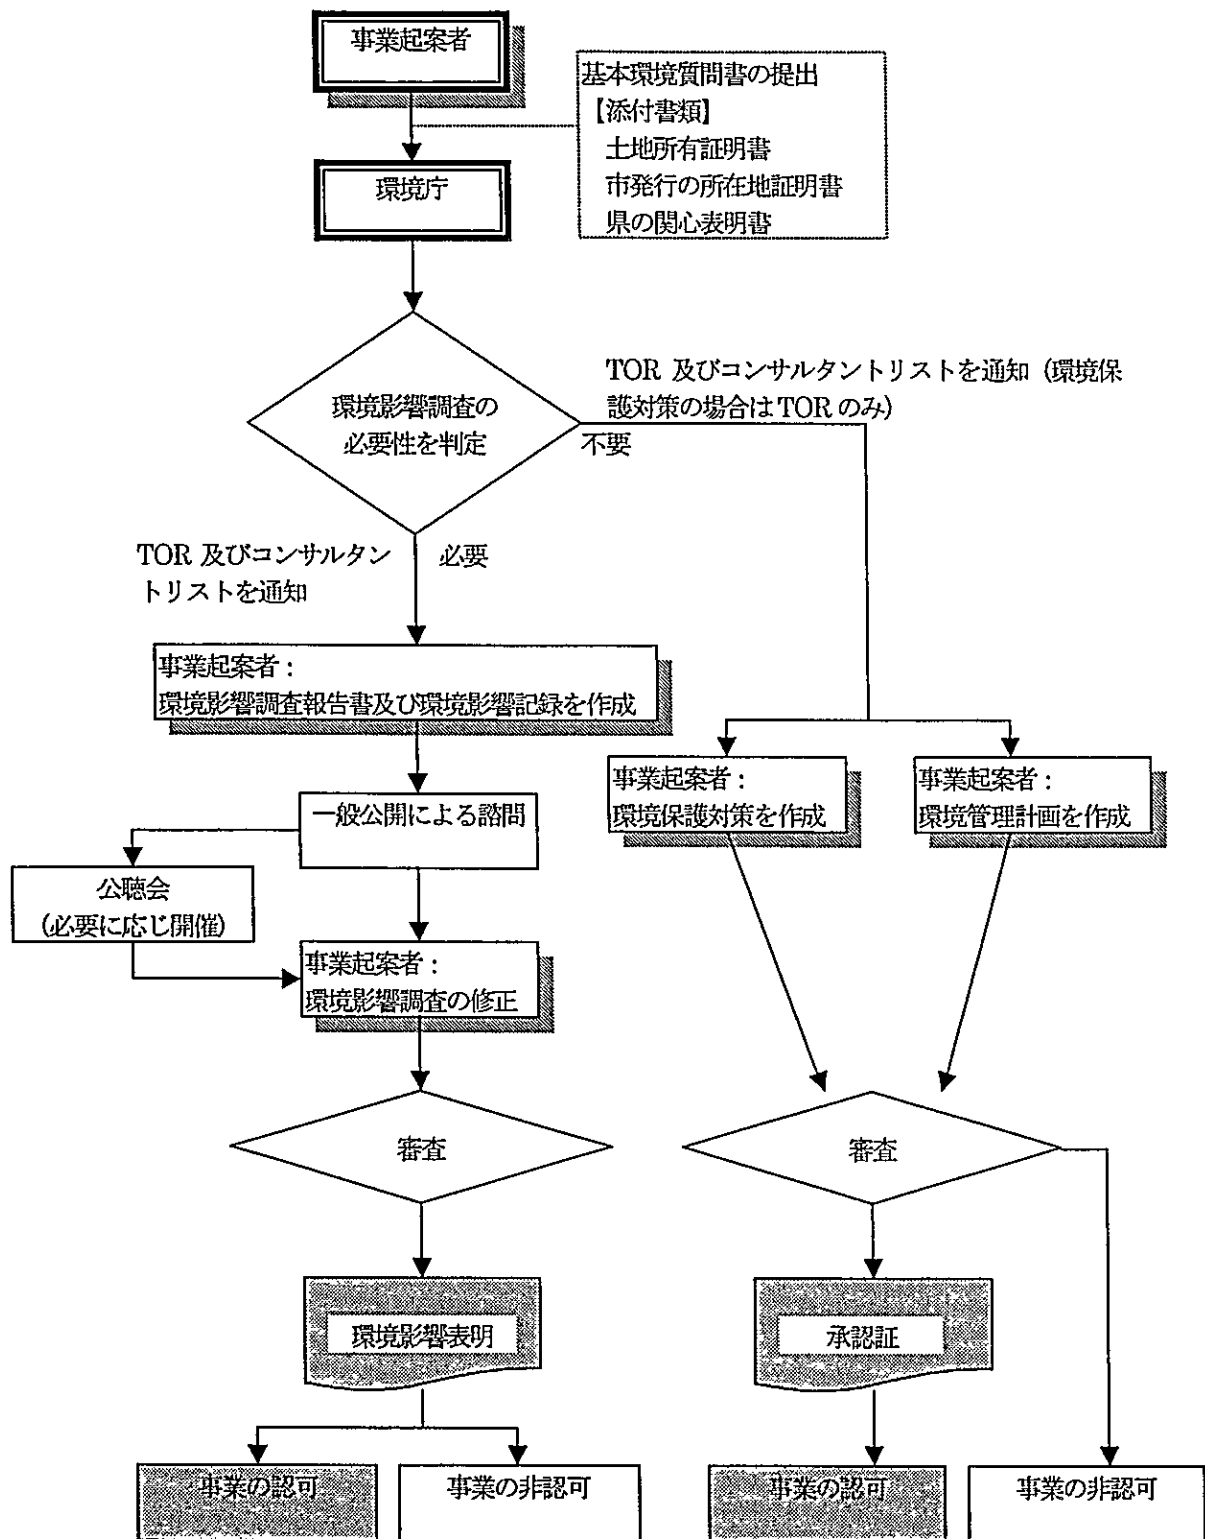 事業起案者
基本環境質問書の提出
【添付書類】
土地所有証明書
市発行の所在地証明書
県の関心表明書
環境庁
環境影響調査の
必要性を判定
TOR 及びコンサルタントリストを通知（環境保
護対策の場合は TOR のみ）
不要
TOR 及びコンサルタン
トリストを通知
必要
事業起案者：
環境影響調査報告書及び環境影響記録を作成
事業起案者：
環境保護対策を作成
事業起案者：
環境管理計画を作成
一般公開による諮問
公聴会
(必要に応じ開催)
事業起案者：
環境影響調査の修正
審査
審査
環境影響表明
承認証
事業の認可
事業の非認可
事業の認可
事業の非認可